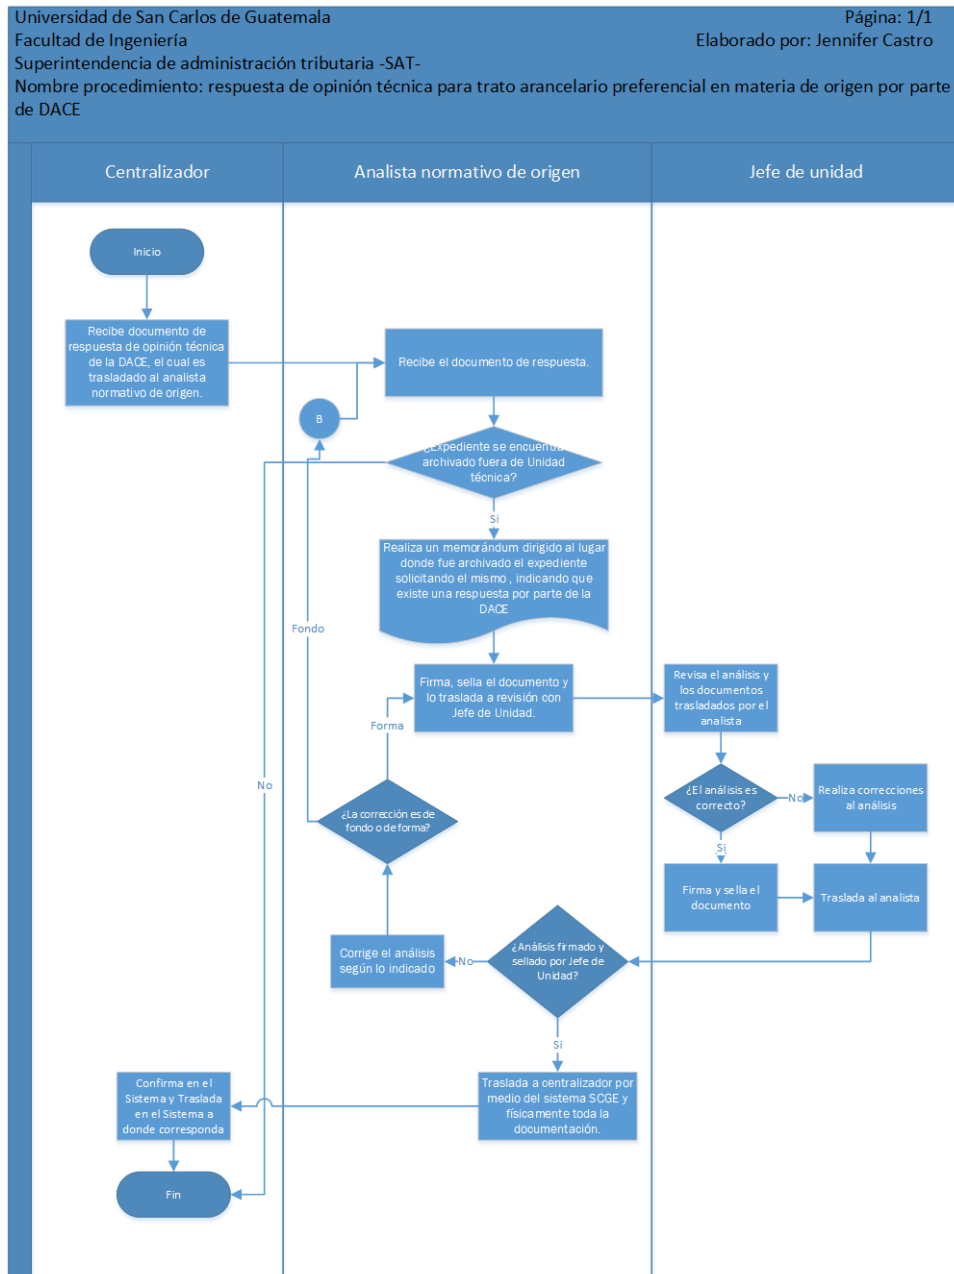 Universidad de San Carlos de Guatemala
Página: 1/1
Facultad de Ingeniería
Elaborado por: Jennifer Castro
Superintendencia de administración tributaria -SAT-
Nombre procedimiento: respuesta de opinión técnica para trato arancelario preferencial en materia de origen por parte
de DACE
Centralizador
Analista normativo de origen
Jefe de unidad
Inicio
Recibe documento de
respuesta de opinión técnica
de la DACE, el cual es
trasladado al analista
normativo de origen.
Recibe el documento de respuesta.
B
¿Expediente se encuentra
archivado fuera de Unidad
técnica?
Si
Realiza un memorándum dirigido al lugar
donde fue archivado el expediente
solicitando el mismo , indicando que
existe una respuesta por parte de la
DACE
Fondo
Firma, sella el documento y
lo traslada a revisión con
Jefe de Unidad.
Revisa el análisis y
los documentos
trasladados por el
analista
Forma
No
¿El análisis es
correcto?
No
Realiza correcciones
al análisis
¿La corrección es de
fondo o de forma?
Si
Firma y sella el
documento
Traslada al analista
Corrige el análisis
según lo indicado
No
¿Análisis firmado y
sellado por Jefe de
Unidad?
Si
Confirma en el
Sistema y Traslada
en el Sistema a
donde corresponda
Traslada a centralizador por
medio del sistema SCGE y
físicamente toda la
documentación.
Fin